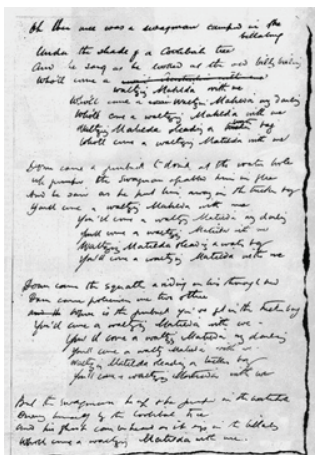 Oh there once was a swagman camped in the
billabong
Under the shade of a Coolibah tree
And he sang as he looked at the old billy boiling
Who'll come a
waltzing Matilda with me
Who'll come a waltzing Matilda my darling
Who'll come a waltzing Matilda with me
Waltzing Matilda leading a bag
Who'll come a waltzing Matilda with me
Down came a jumbuck to drink at the water hole
Up jumped the swagman & grabbed him in glee
And he said as he put him away in the tucker bag
You'll come a waltzing Matilda with me
You'll come a waltzing Matilda my darling
You'll come a waltzing Matilda with me
Waltzing Matilda leading a water bag
You'll come a waltzing Matilda with me
Down came the squatter a riding on his thoroughbred
Down came policemen one two three
is the jumbuck you've got in the tucker bag
You'll come a waltzing Matilda with me
You'll come a waltzing Matilda my darling
You'll come a waltzing Matilda with me
Waltzing Matilda leading a bag
You'll come a waltzing Matilda with me
But the swagman he up & he jumped in the water hole
Drowning himself by the Coolibah tree
And his ghost can be heard as it sings in the billabong
Who'll come a waltzing Matilda with me